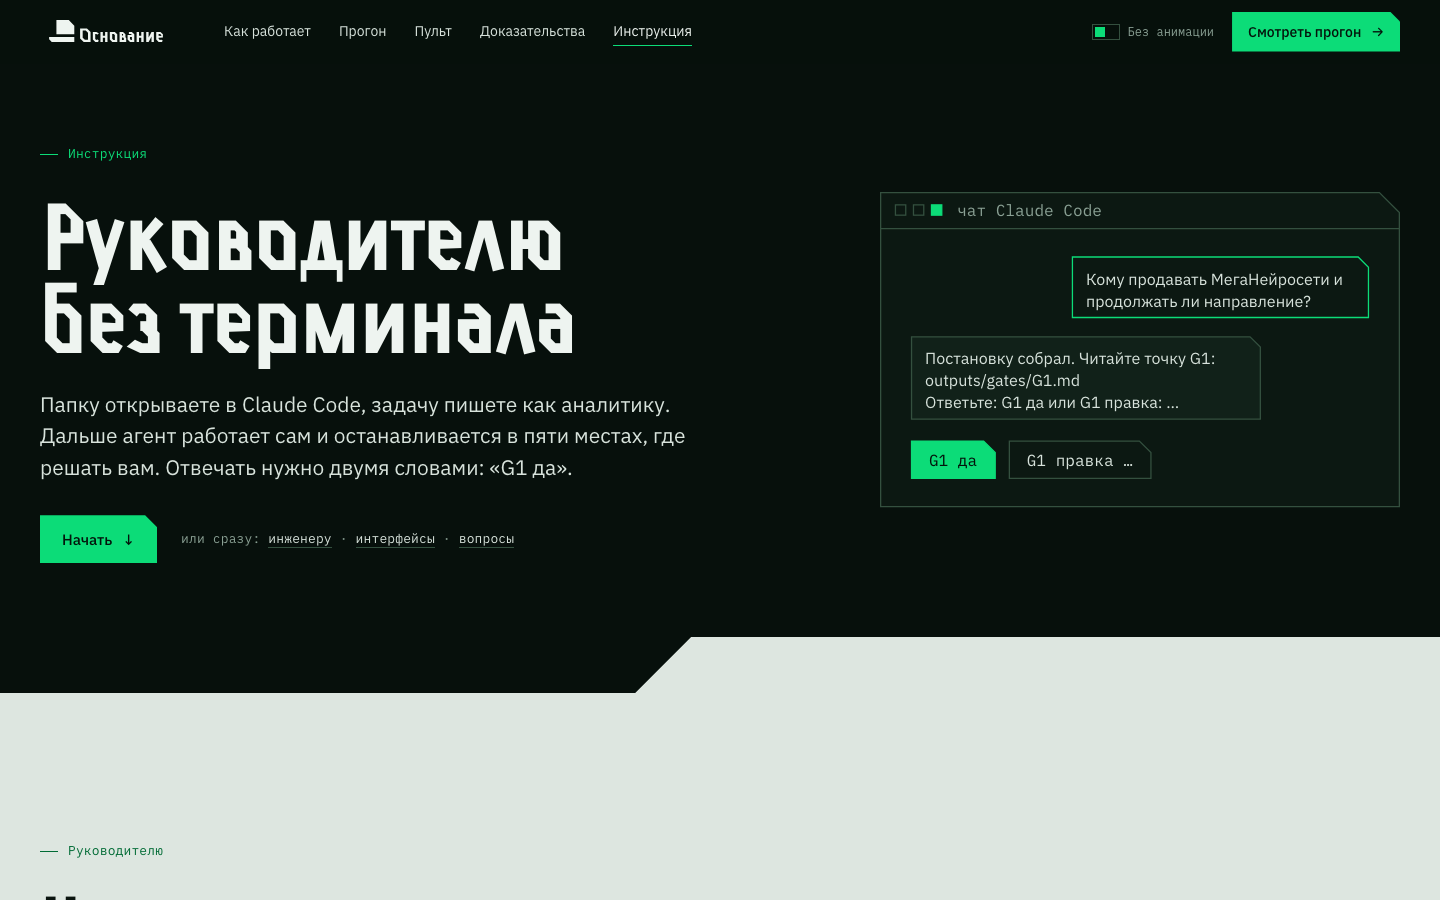 Основание
Как работает
Прогон
Пульт
Доказательства
Инструкция
Без анимации
Смотреть прогон →
Инструкция
Руководителю
без терминала
Папку открываете в Claude Code, задачу пишете как аналитику.
Дальше агент работает сам и останавливается в пяти местах, где
решать вам. Отвечать нужно двумя словами: «G1 да».
Начать ↓
или сразу: инженеру · интерфейсы · вопросы
чат Claude Code
Кому продавать МегаНейросети и
продолжать ли направление?
Постановку собрал. Читайте точку G1:
outputs/gates/G1.md
Ответьте: G1 да или G1 правка: ...
G1 да
G1 правка …
Руководителю